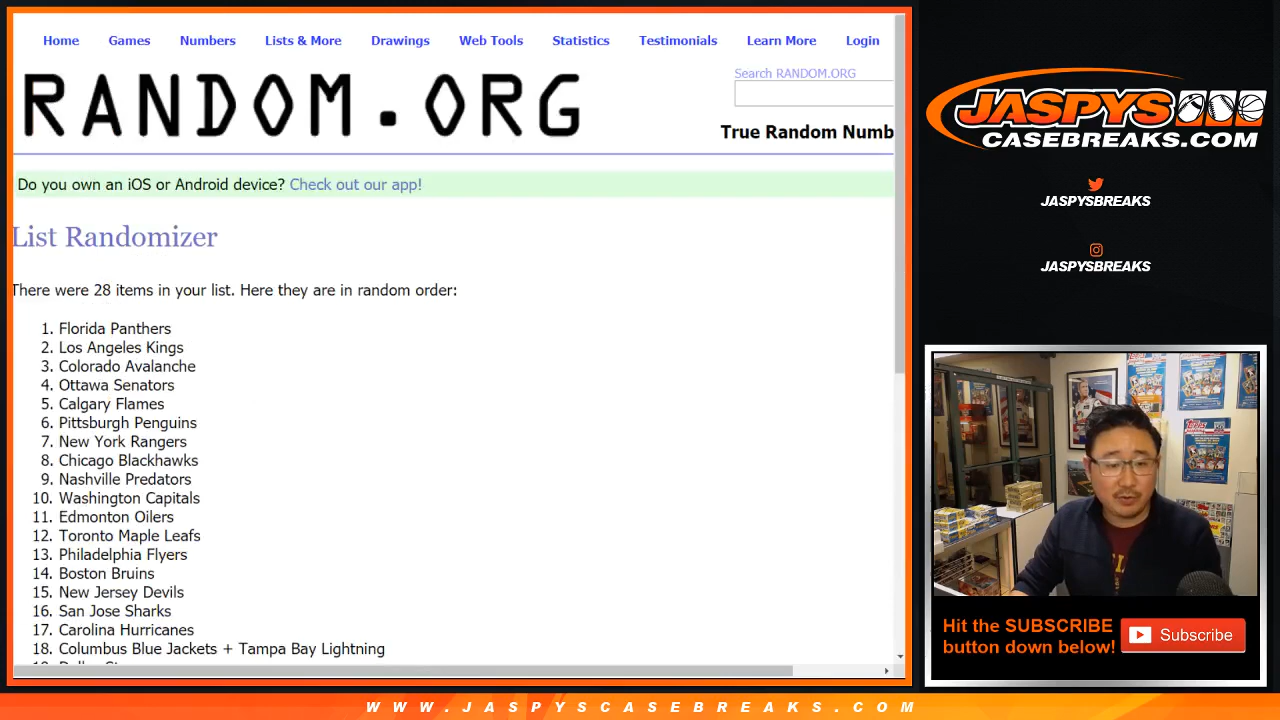 Home Games Numbers Lists & More Drawings Web Tools Statistics Testimonials Learn More Login
RANDOM.ORG
Search RANDOM.ORG
True Random Numb
Do you own an iOS or Android device? Check out our app!
List Randomizer
There were 28 items in your list. Here they are in random order:
1. Florida Panthers
2. Los Angeles Kings
3. Colorado Avalanche
4. Ottawa Senators
5. Calgary Flames
6. Pittsburgh Penguins
7. New York Rangers
8. Chicago Blackhawks
9. Nashville Predators
10. Washington Capitals
11. Edmonton Oilers
12. Toronto Maple Leafs
13. Philadelphia Flyers
14. Boston Bruins
15. New Jersey Devils
16. San Jose Sharks
17. Carolina Hurricanes
18. Columbus Blue Jackets + Tampa Bay Lightning
JASPYS
CASEBREAKS.COM
JASPYSBREAKS
JASPYSBREAKS
Hit the SUBSCRIBE
button down below!
Subscribe
WWW.JASPYSCASEBREAKS.COM